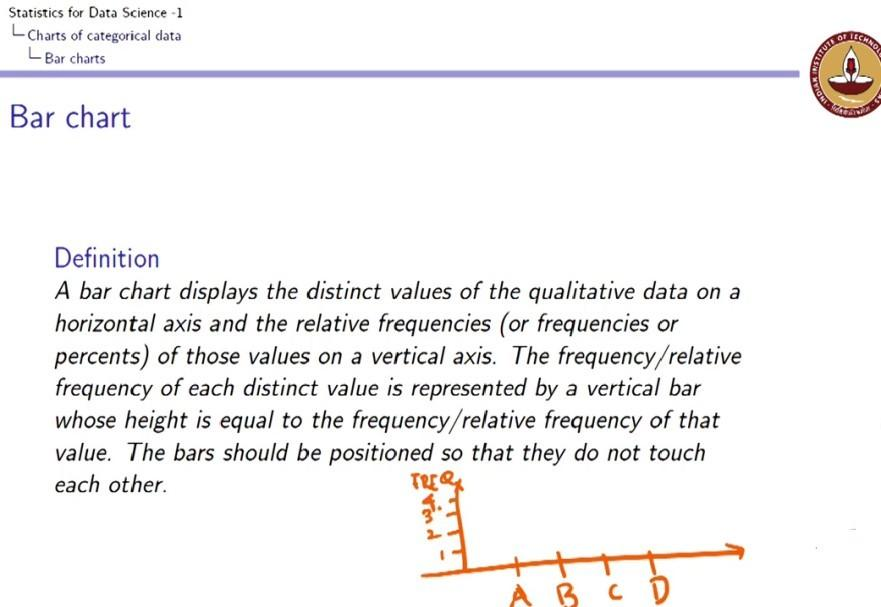 Statistics for Data Science -1
Charts of categorical data
Bar charts
Bar chart
Definition
A bar chart displays the distinct values of the qualitative data on a
horizontal axis and the relative frequencies (or frequencies or
percents) of those values on a vertical axis. The frequency/relative
frequency of each distinct value is represented by a vertical bar
whose height is equal to the frequency/relative frequency of that
value. The bars should be positioned so that they do not touch
each other.
FREQ
4
3
2
1
A B C D